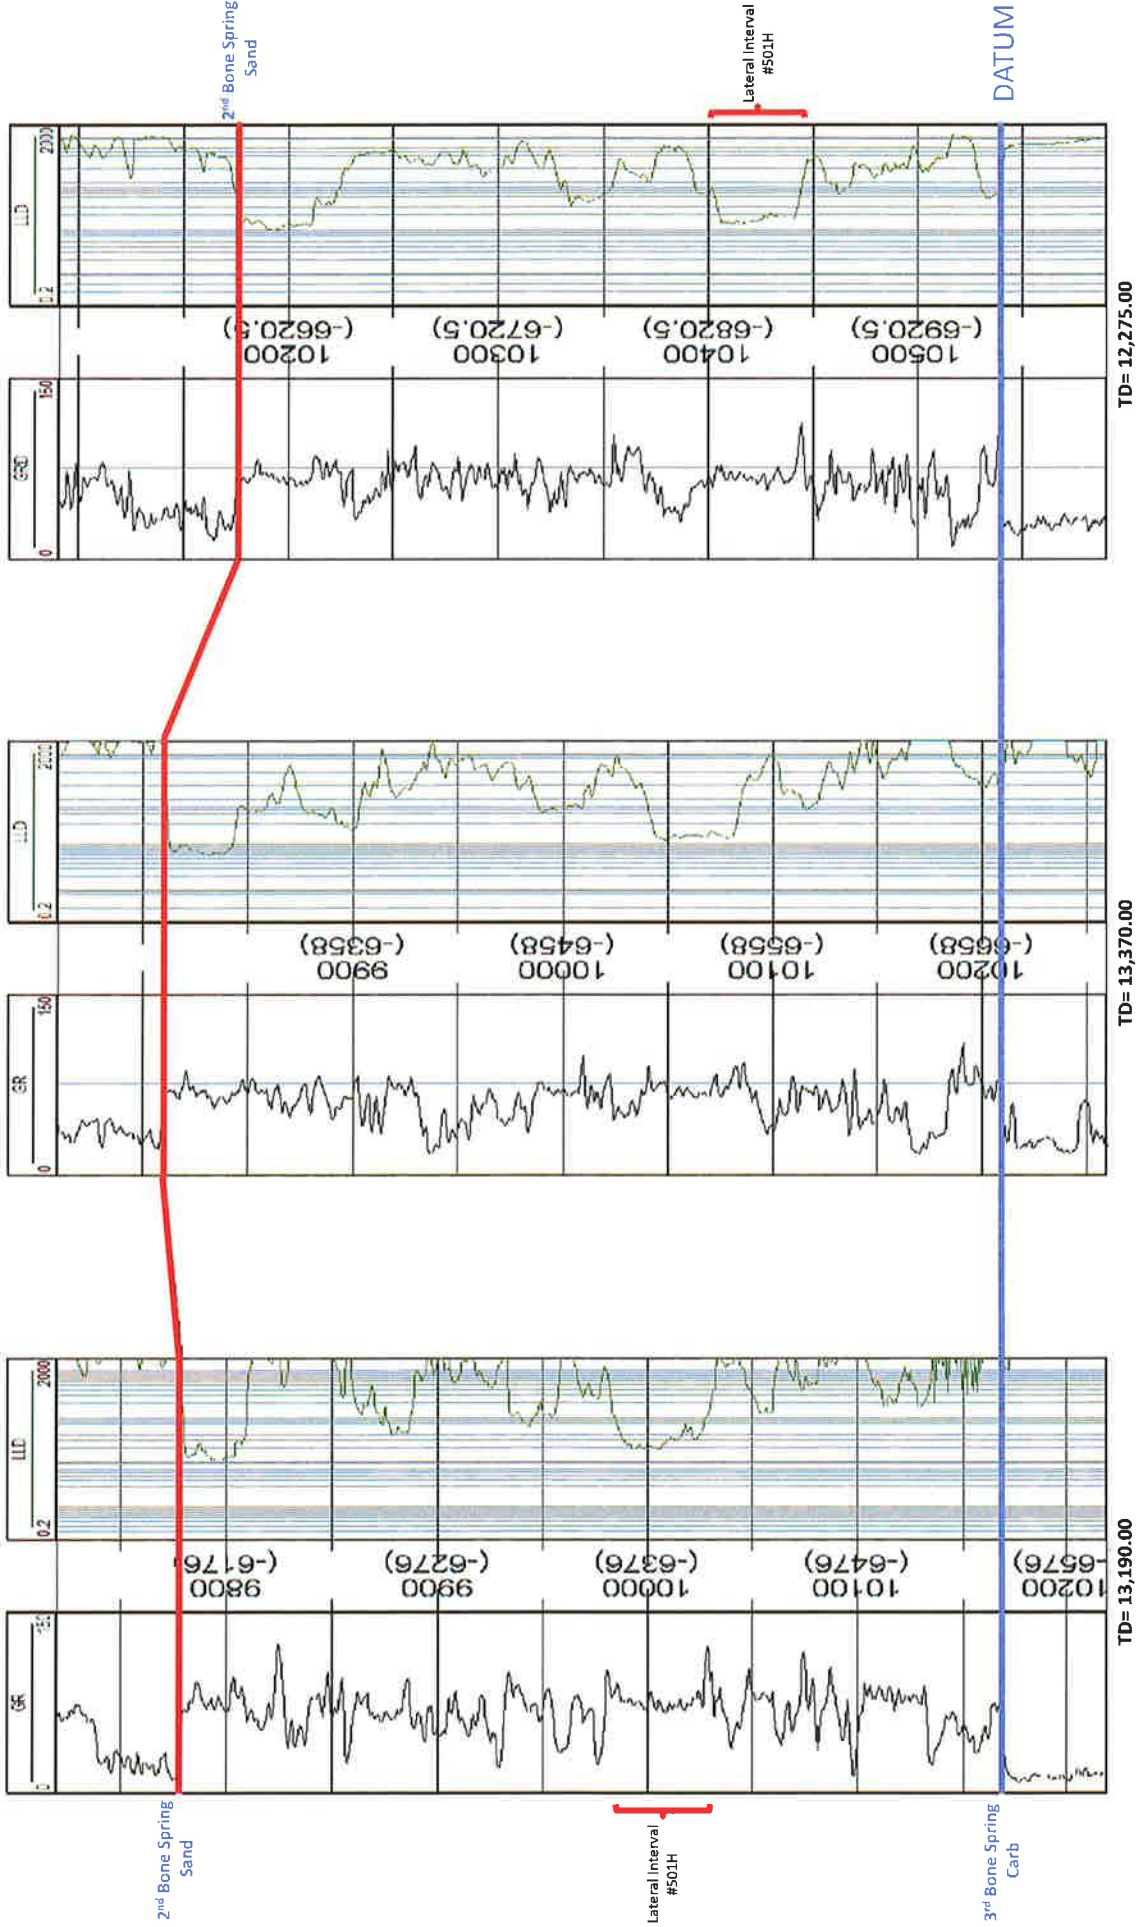 2nd Bone Spring
Sand
Lateral Interval
#501H
3rd Bone Spring
Carb
GR
0
150
LLD
0.2
2000
9800
(-6176)
9900
(-6276)
10000
(-6376)
10100
(-6476)
10200
(-6576)
TD= 13,190.00
GR
0
150
LLD
0.2
2000
9900
(-6358)
10000
(-6458)
10100
(-6558)
10200
(-6658)
TD= 13,370.00
GRD
0
150
LLD
0.2
2000
10200
(-6620.5)
10300
(-6720.5)
10400
(-6820.5)
10500
(-6920.5)
TD= 12,275.00
2nd Bone Spring
Sand
Lateral Interval
#501H
DATUM